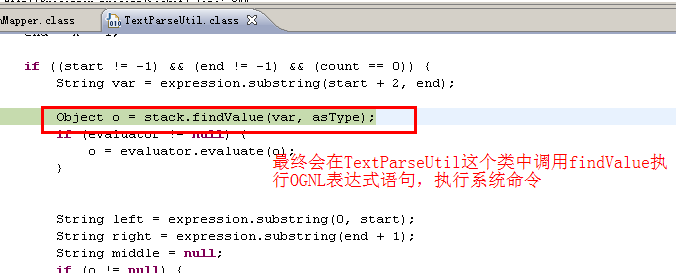 nMapper.class
TextParseUtil.class
if ((start != -1) && (end != -1) && (count == 0)) {
String var = expression.substring(start + 2, end);
Object o = stack.findValue(var, asType);
if (evaluator != null) {
o = evaluator.evaluate(o);
}
最终会在TextParseUtil这个类中调用findValue执
行OGNL表达式语句，执行系统命令
String left = expression.substring(0, start);
String right = expression.substring(end + 1);
String middle = null;
if (o != null) {